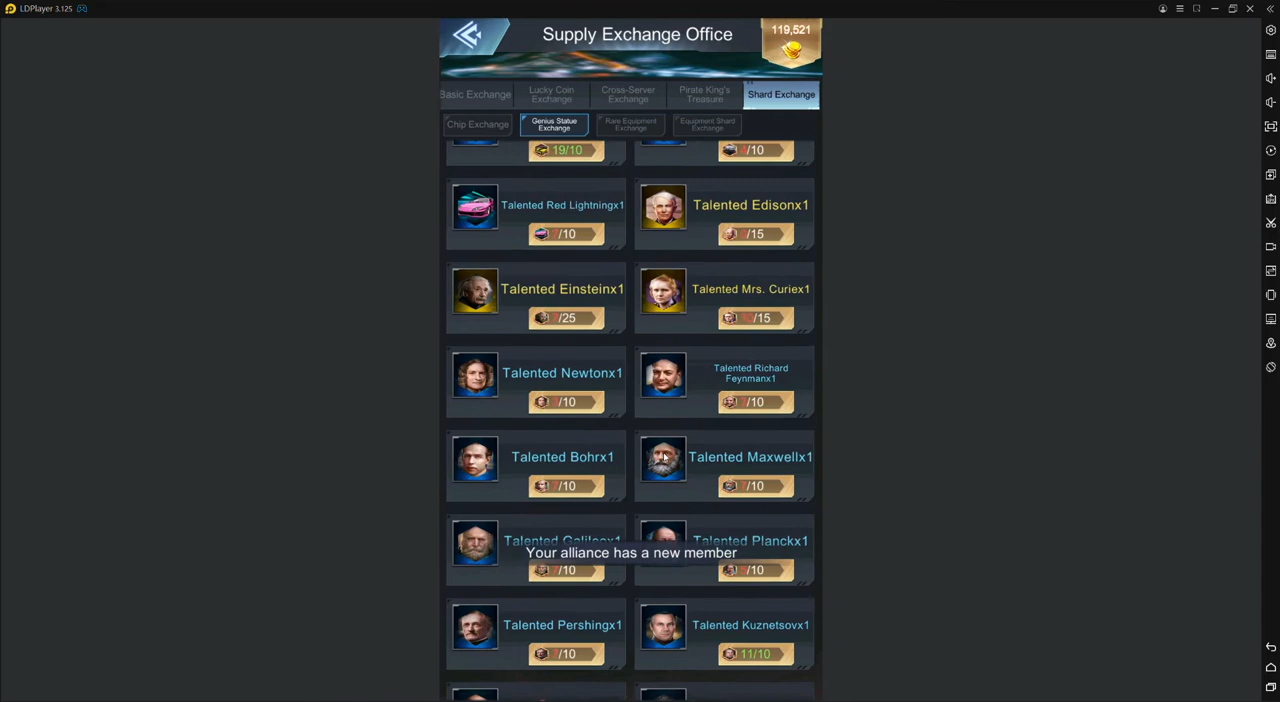 LDPlayer 3.125
Supply Exchange Office
119,521
Basic Exchange
Lucky Coin
Exchange
Cross-Server
Exchange
Pirate King's
Treasure
Shard Exchange
Chip Exchange
Genius Statue
Exchange
Rare Equipment
Exchange
Equipment Shard
Exchange
19/10
/10
Talented Red Lightningx1
/10
Talented Edisonx1
/15
Talented Einsteinx1
/25
Talented Mrs. Curiex1
/15
Talented Newtonx1
/10
Talented Richard
Feynmanx1
/10
Talented Bohrx1
/10
Talented Maxwellx1
/10
Talented Galileox1
Talented Planckx1
Your alliance has a new member
/10
/10
Talented Pershingx1
/10
Talented Kuznetsovx1
11/10